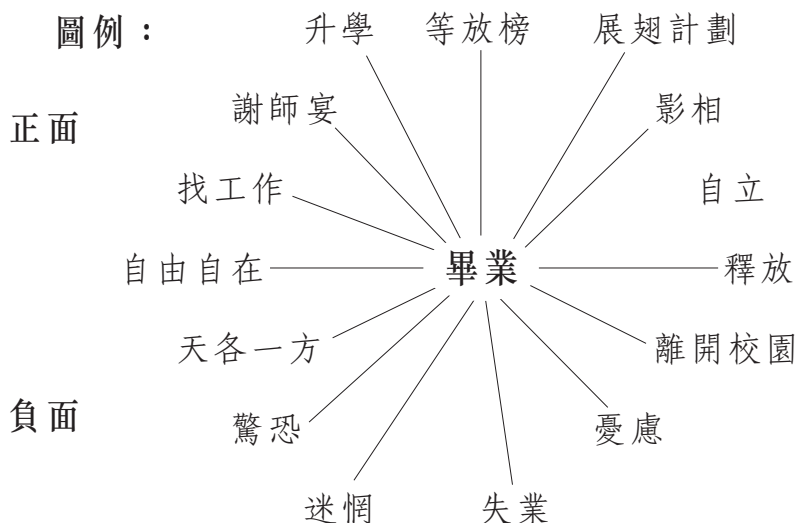 圖例：
升學 等放榜 展翅計劃
謝師宴 影相
正面
找工作 自立
自由自在 畢業 釋放
天各一方 離開校園
負面
驚恐 憂慮
迷惘 失業